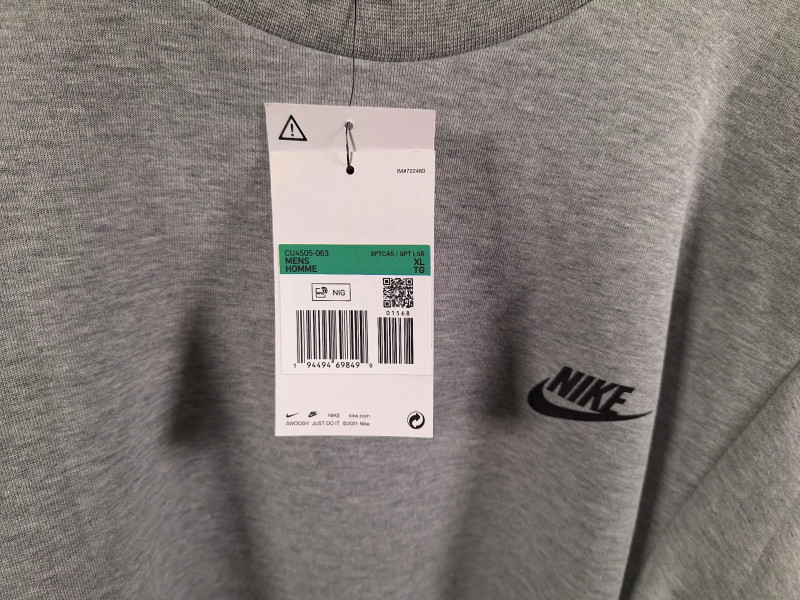 IM#722460
CU4505-063 SPTCAS / SPT LSR
MENS XL
HOMME TG
NIG
01568
1 94494 69849 9
NIKE nike.com
SWOOSH JUST DO IT ©2021 Nike
NIKE